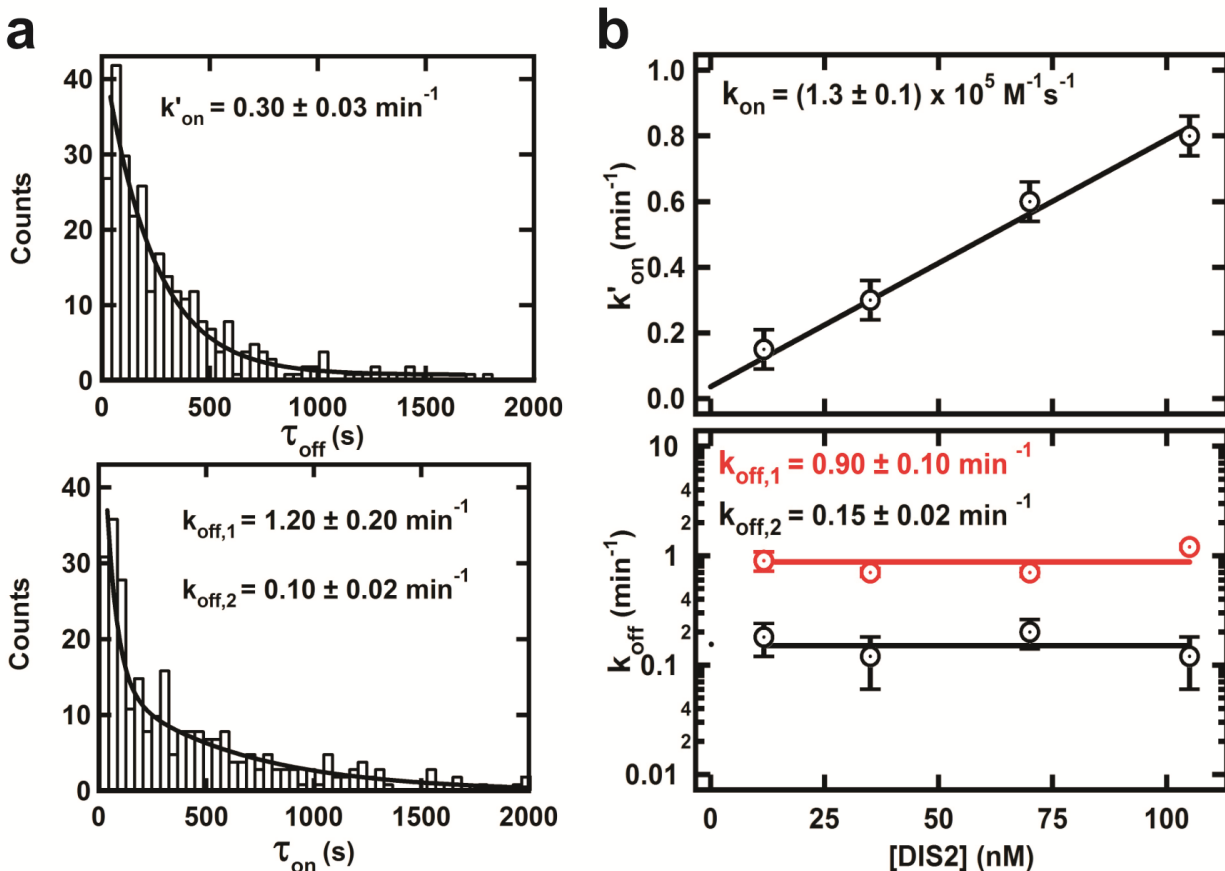 a
40
30
20
10
0
Counts
k'on = 0.30 ± 0.03 min⁻¹
0 500 1000 1500 2000
τoff (s)
40
30
20
10
0
Counts
koff,1 = 1.20 ± 0.20 min⁻¹
koff,2 = 0.10 ± 0.02 min⁻¹
0 500 1000 1500 2000
τon (s)
b
1.0
0.8
0.6
0.4
0.2
0.0
k'on (min⁻¹)
kon = (1.3 ± 0.1) x 10⁵ M⁻¹s⁻¹
10
4
2
1
4
2
0.1
4
2
0.01
koff (min⁻¹)
koff,1 = 0.90 ± 0.10 min ⁻¹
koff,2 = 0.15 ± 0.02 min⁻¹
0 25 50 75 100
[DIS2] (nM)